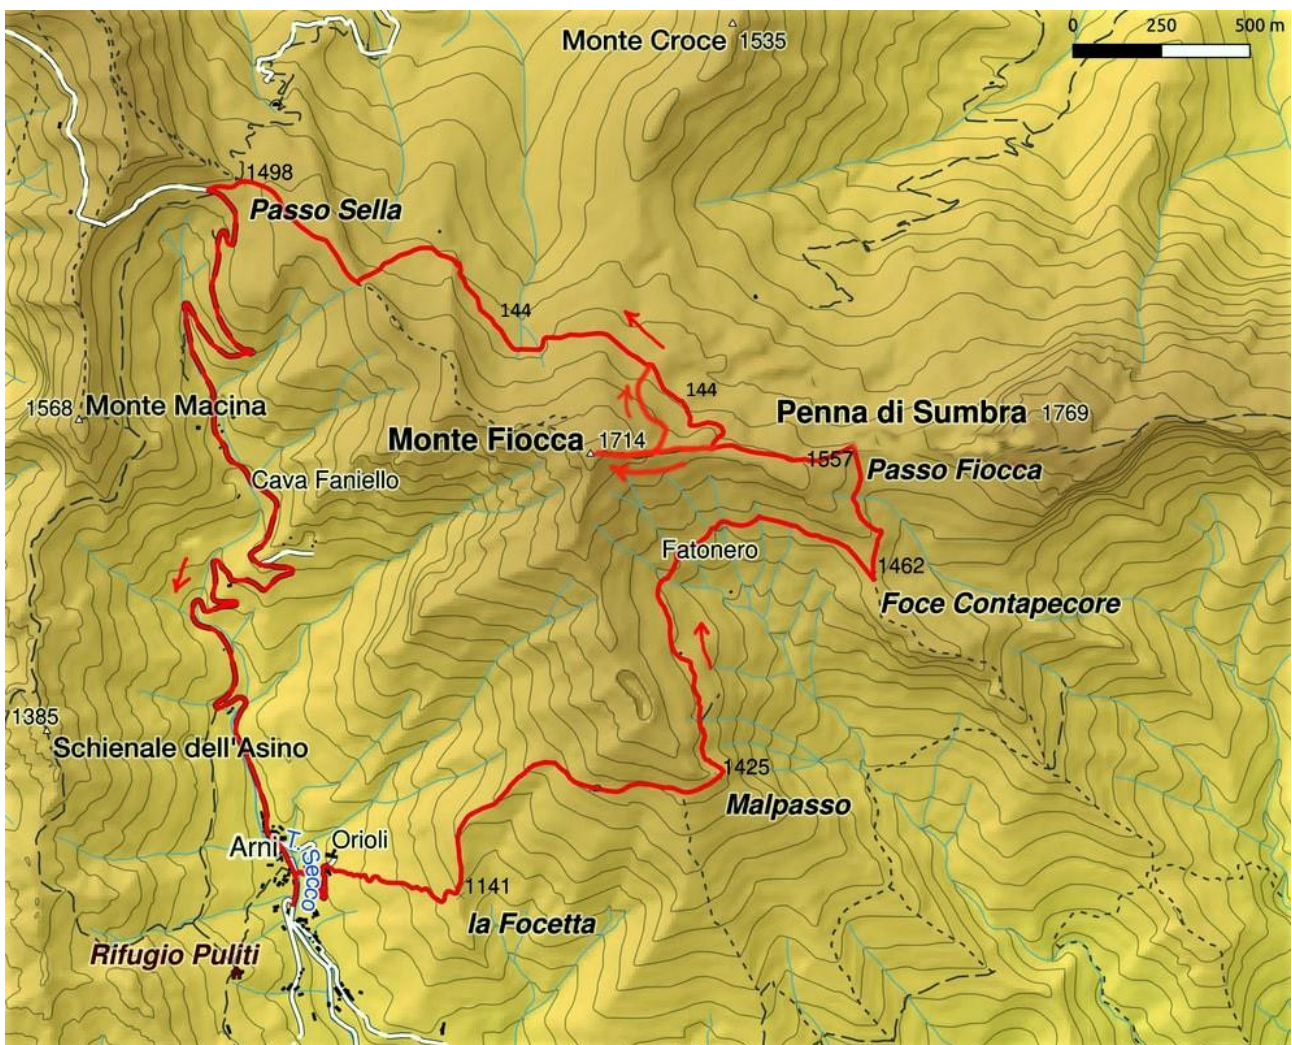 0 250 500 m
Monte Croce 1535
1498
Passo Sella
144
144
1568 Monte Macina
Penna di Sumbra 1769
Monte Fiocca 1714
1557
Passo Fiocca
Cava Faniello
Fatonero
1462
Foce Contapecore
1385
Schienale dell'Asino
1425
Malpasso
Arni
T. Secco
Orioli
1141
la Focetta
Rifugio Puliti